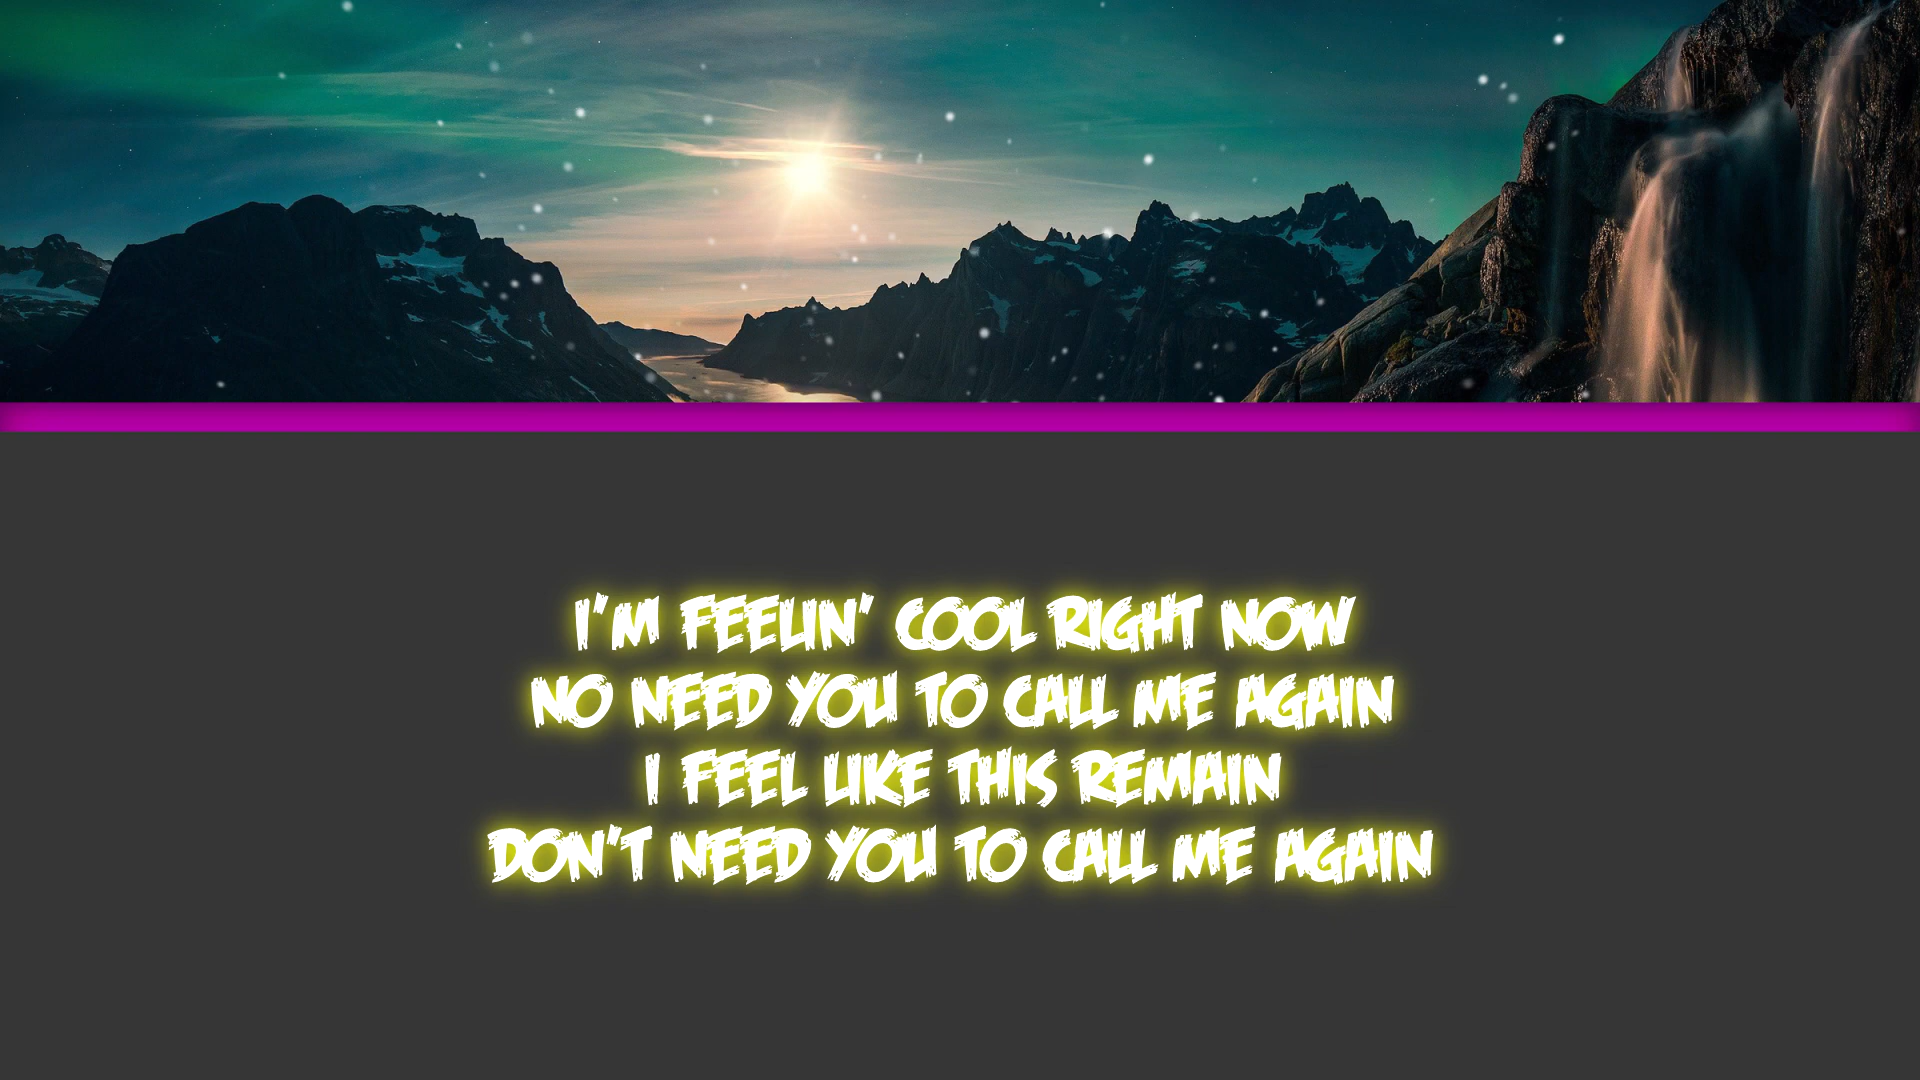 I'M FEELIN' COOL RIGHT NOW
NO NEED YOU TO CALL ME AGAIN
I FEEL LIKE THIS REMAIN
DON'T NEED YOU TO CALL ME AGAIN